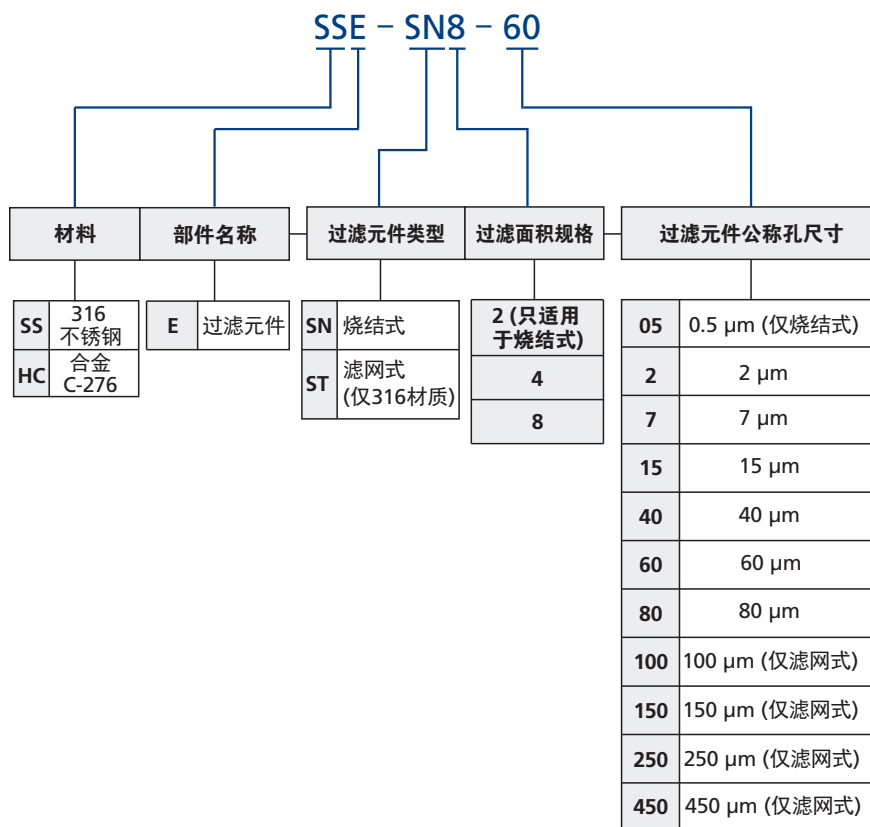 SSE – SN8 – 60
材料
部件名称
过滤元件类型
过滤面积规格
过滤元件公称孔尺寸
SS 316
不锈钢
HC 合金
C-276
E 过滤元件
SN 烧结式
ST 滤网式
(仅316材质)
2 (只适用
于烧结式)
4
8
05 0.5 µm (仅烧结式)
2 2 µm
7 7 µm
15 15 µm
40 40 µm
60 60 µm
80 80 µm
100 100 µm (仅滤网式)
150 150 µm (仅滤网式)
250 250 µm (仅滤网式)
450 450 µm (仅滤网式)